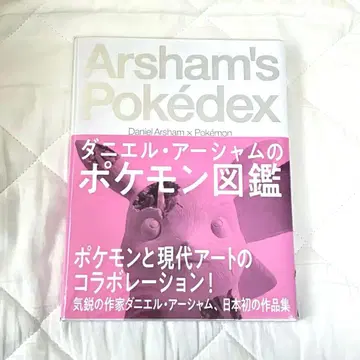 Arsham's
Pokédex
Daniel Arsham × Pokémon
ダニエル・アーシャムの
ポケモン図鑑
ポケモンと現代アートの
コラボレーション！
気鋭の作家ダニエル・アーシャム、日本初の作品集